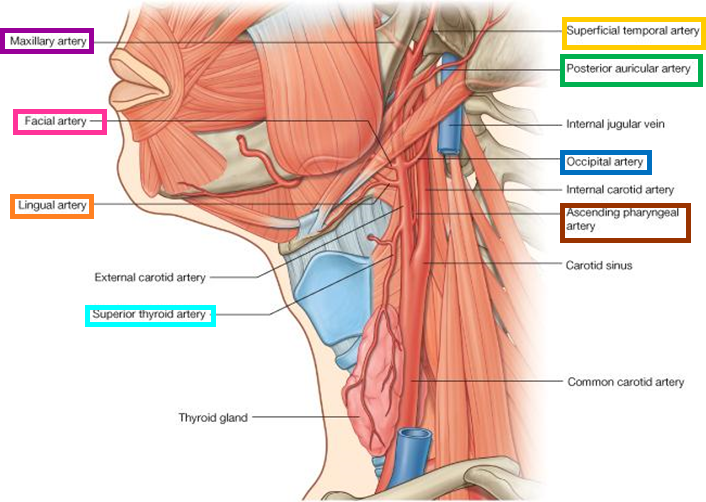 Maxillary artery
Facial artery
Lingual artery
External carotid artery
Superior thyroid artery
Thyroid gland
Superficial temporal artery
Posterior auricular artery
Internal jugular vein
Occipital artery
Internal carotid artery
Ascending pharyngeal
artery
Carotid sinus
Common carotid artery